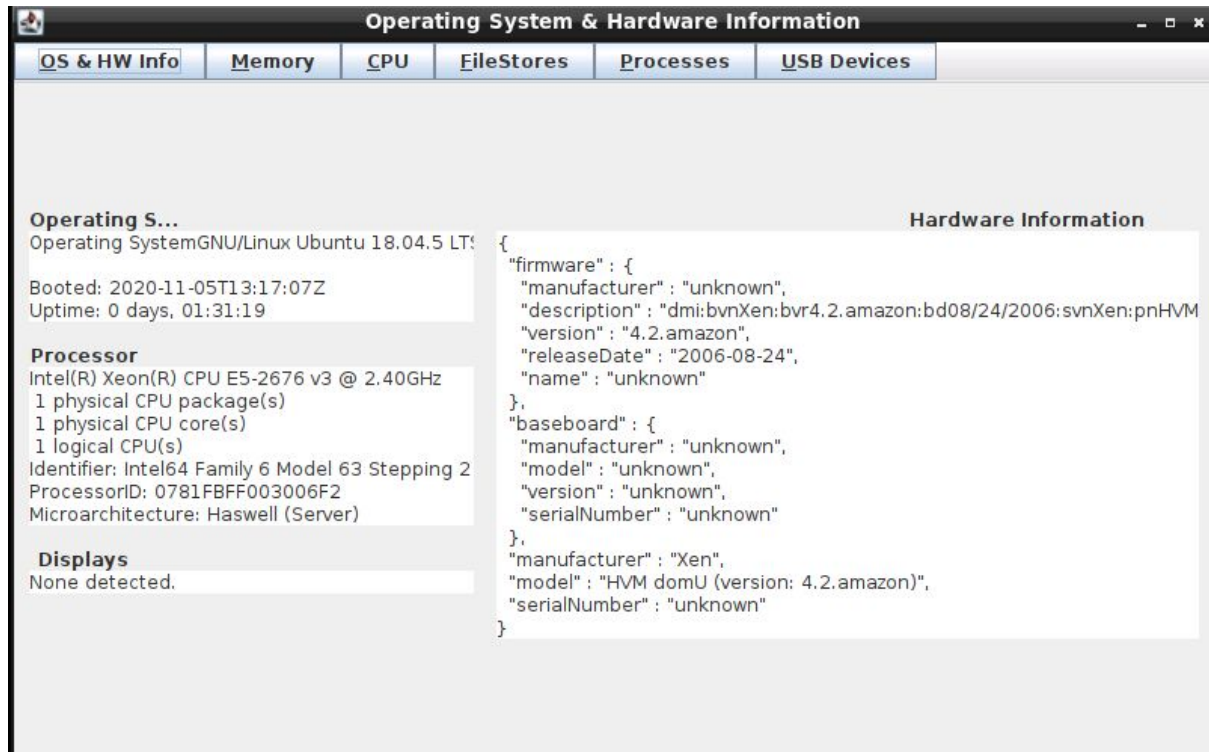 Operating System & Hardware Information
OS & HW Info Memory CPU FileStores Processes USB Devices
Operating S...
Operating SystemGNU/Linux Ubuntu 18.04.5 LTS
Booted: 2020-11-05T13:17:07Z
Uptime: 0 days, 01:31:19
Processor
Intel(R) Xeon(R) CPU E5-2676 v3 @ 2.40GHz
1 physical CPU package(s)
1 physical CPU core(s)
1 logical CPU(s)
Identifier: Intel64 Family 6 Model 63 Stepping 2
ProcessorID: 0781FBFF003006F2
Microarchitecture: Haswell (Server)
Displays
None detected.
Hardware Information
{
"firmware" : {
"manufacturer" : "unknown",
"description" : "dmi:bvnXen:bvr4.2.amazon:bd08/24/2006:svnXen:pnHVM
"version" : "4.2.amazon",
"releaseDate" : "2006-08-24",
"name" : "unknown"
},
"baseboard" : {
"manufacturer" : "unknown",
"model" : "unknown",
"version" : "unknown",
"serialNumber" : "unknown"
},
"manufacturer" : "Xen",
"model" : "HVM domU (version: 4.2.amazon)",
"serialNumber" : "unknown"
}